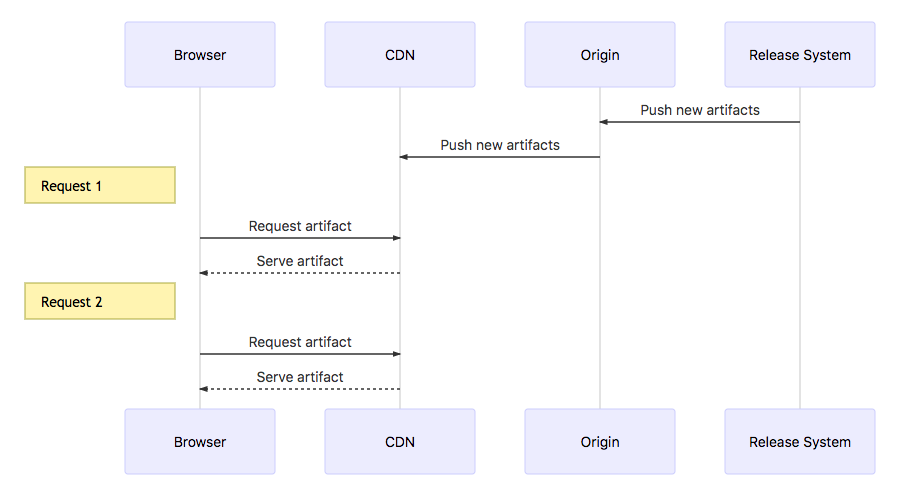 Browser
CDN
Origin
Release System
Push new artifacts
Push new artifacts
Request 1
Request artifact
Serve artifact
Request 2
Request artifact
Serve artifact
Browser
CDN
Origin
Release System